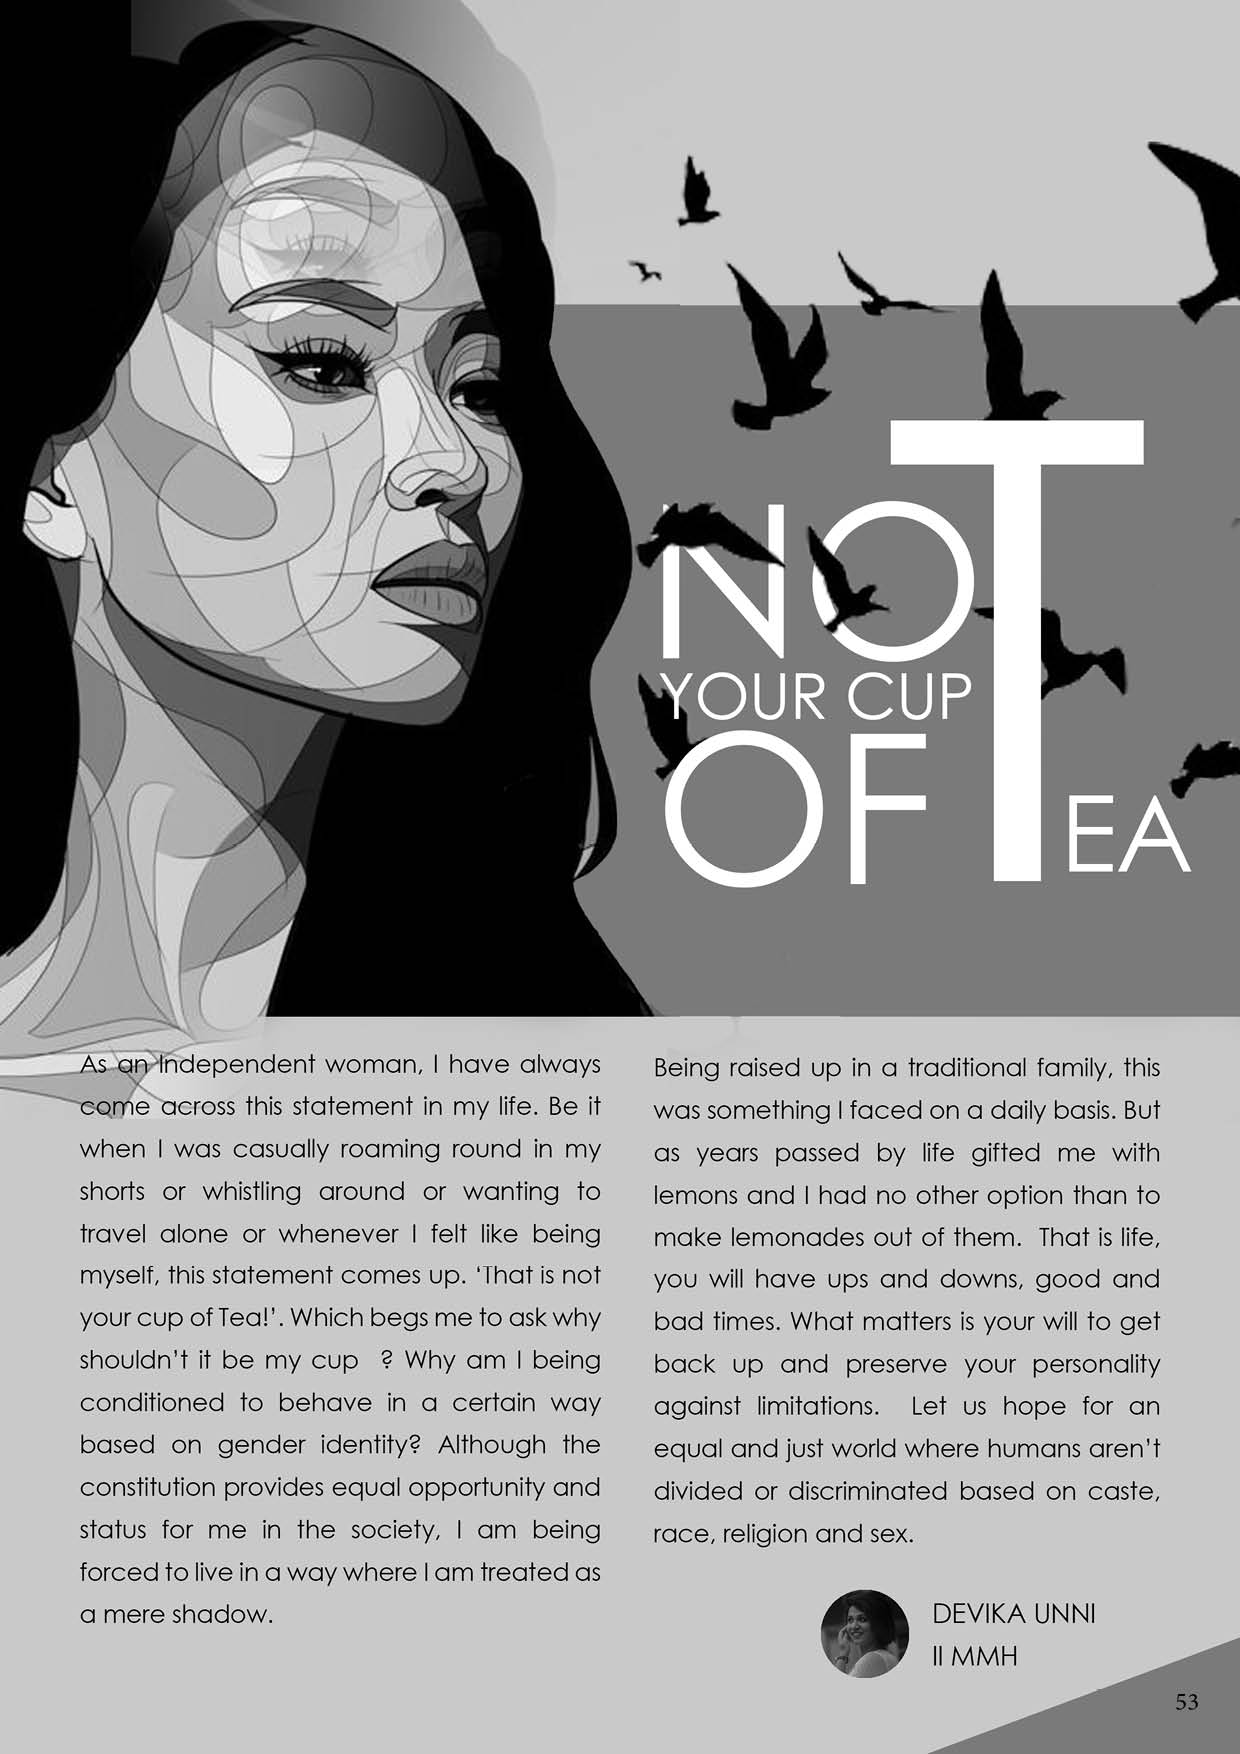 NOT
YOUR CUP
OF TEA
As an Independent woman, I have always
come across this statement in my life. Be it
when I was casually roaming round in my
shorts or whistling around or wanting to
travel alone or whenever I felt like being
myself, this statement comes up. ‘That is not
your cup of Tea!’. Which begs me to ask why
shouldn’t it be my cup ? Why am I being
conditioned to behave in a certain way
based on gender identity? Although the
constitution provides equal opportunity and
status for me in the society, I am being
forced to live in a way where I am treated as
a mere shadow.
Being raised up in a traditional family, this
was something I faced on a daily basis. But
as years passed by life gifted me with
lemons and I had no other option than to
make lemonades out of them. That is life,
you will have ups and downs, good and
bad times. What matters is your will to get
back up and preserve your personality
against limitations. Let us hope for an
equal and just world where humans aren’t
divided or discriminated based on caste,
race, religion and sex.
DEVIKA UNNI
II MMH
53